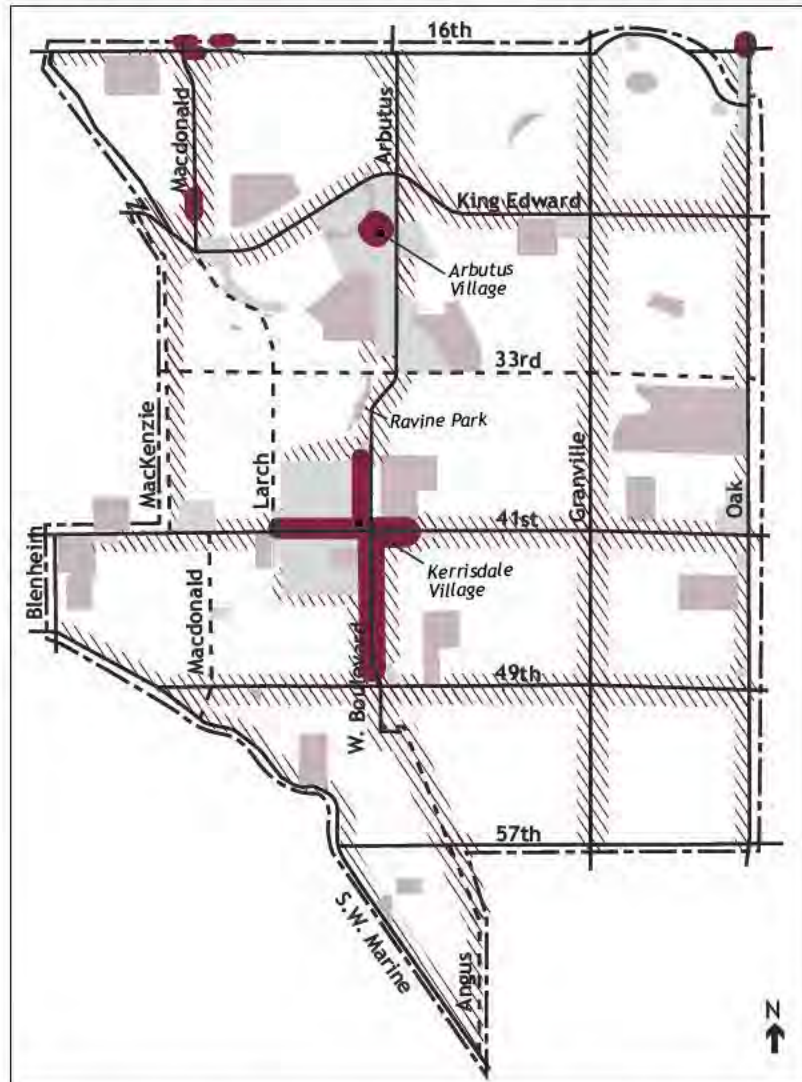 16th
Macdonald
Arbutus
King Edward
Arbutus
Village
33rd
MacKenzie
Larch
Ravine Park
Granville
Oak
41st
Blenheim
Macdonald
Kerrisdale
Village
W. Boulevard
49th
57th
S.W. Marine
Angus
N